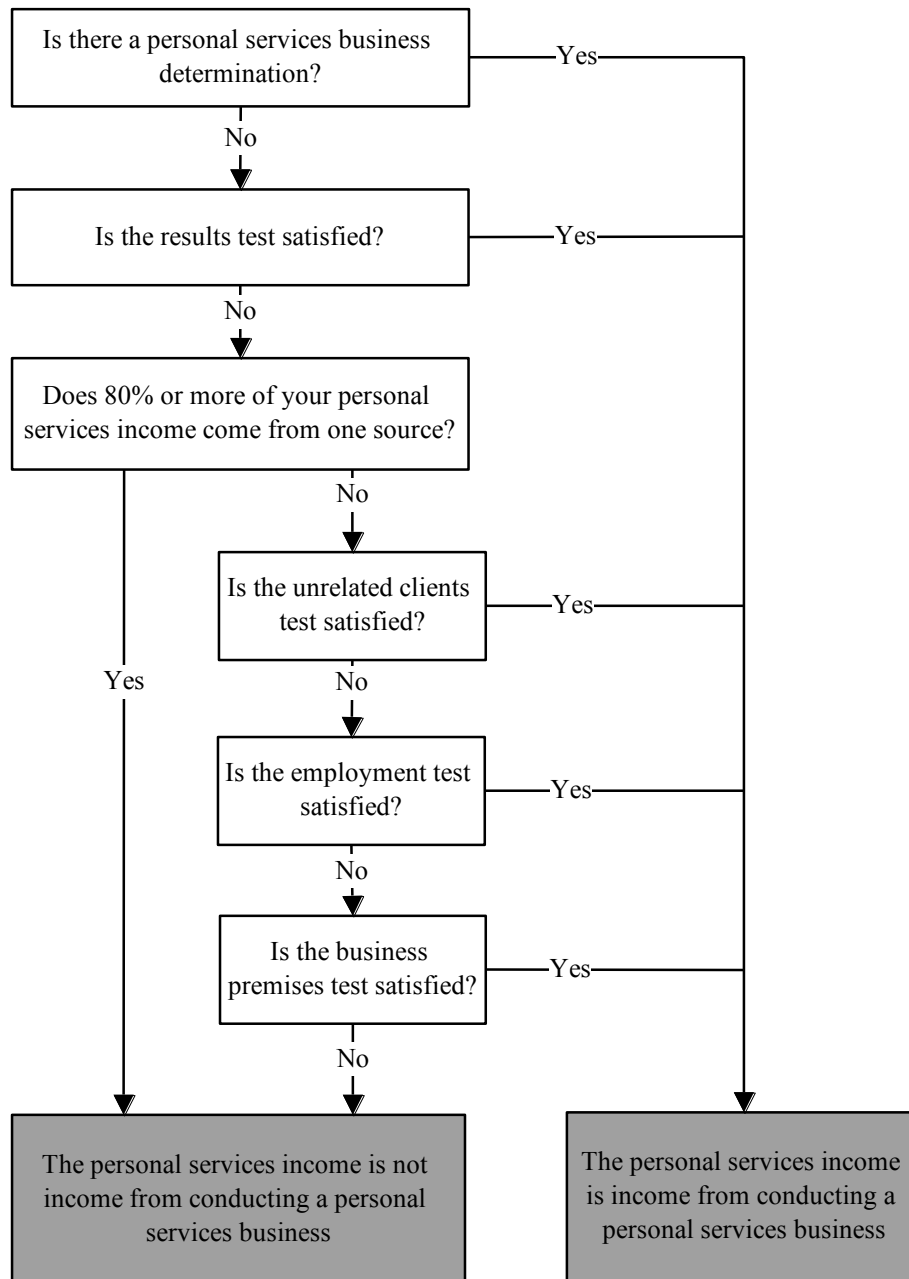 Is there a personal services business
determination?
Yes
No
Is the results test satisfied?
Yes
No
Does 80% or more of your personal
services income come from one source?
No
Is the unrelated clients
test satisfied?
Yes
Yes
No
Is the employment test
satisfied?
Yes
No
Is the business
premises test satisfied?
Yes
No
The personal services income is not
income from conducting a personal
services business
The personal services income
is income from conducting a
personal services business